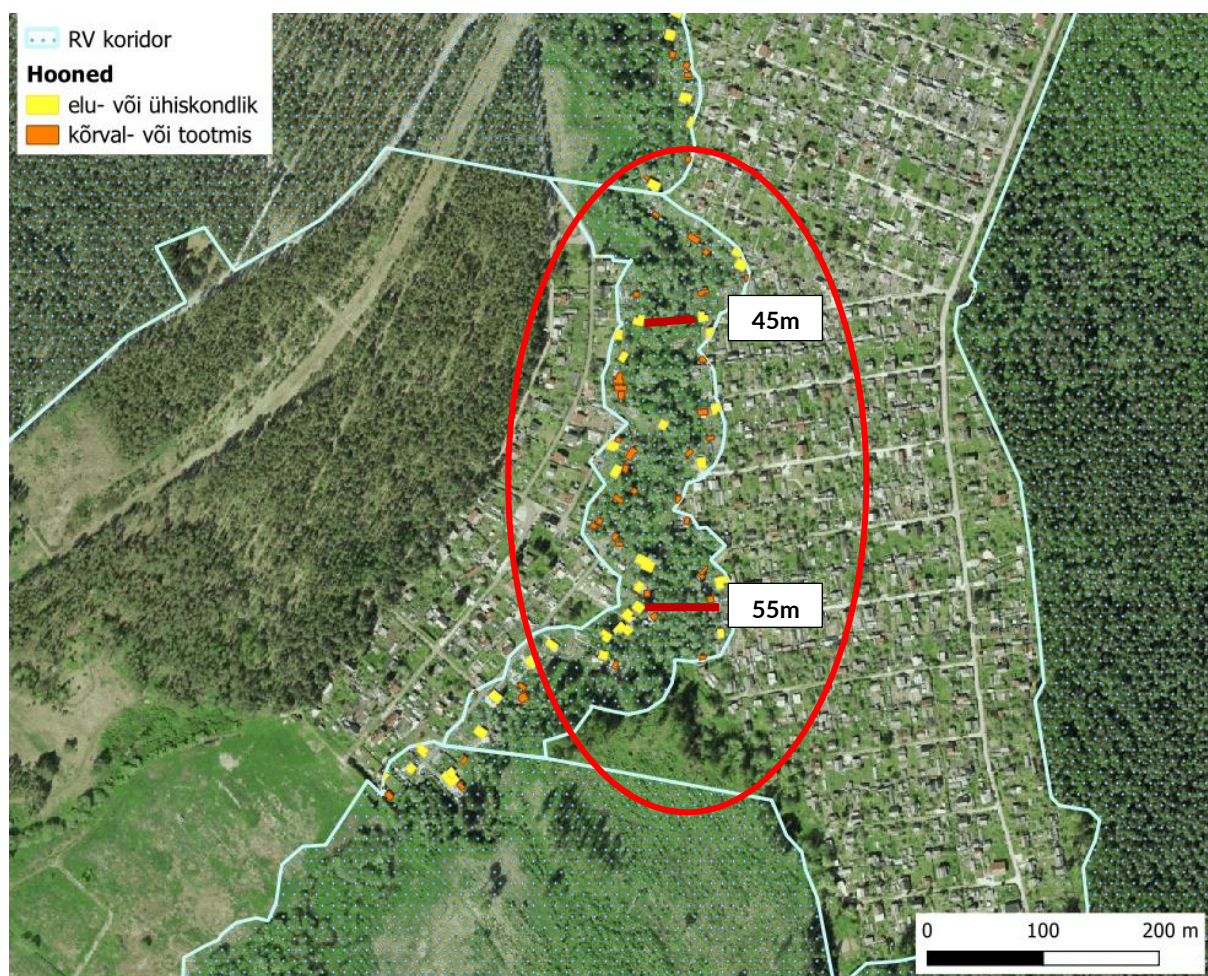 RV koridor
Hooned
elu- või ühiskondlik
kõrval- või tootmis
45m
55m
0 100 200 m